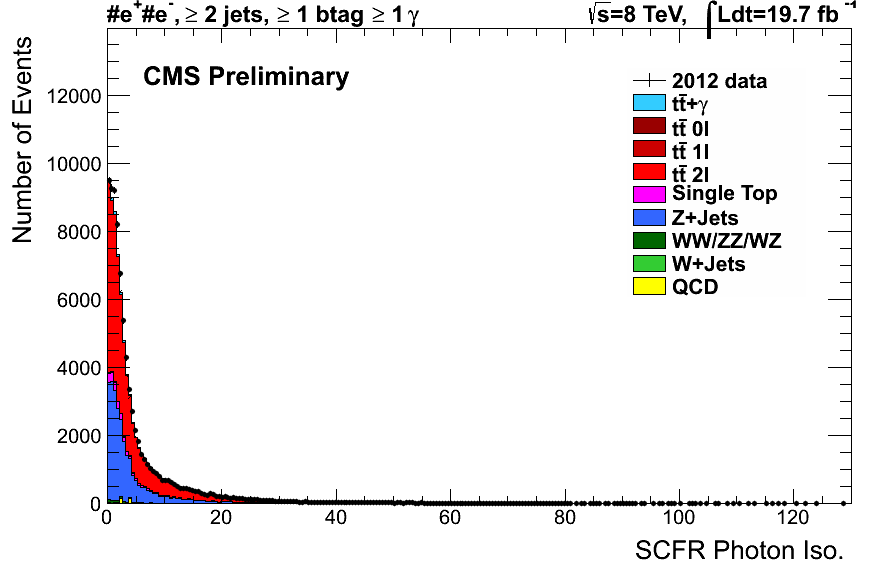 #e⁺#e⁻, ≥ 2 jets, ≥ 1 btag ≥ 1 γ
√s=8 TeV, ∫Ldt=19.7 fb⁻¹
CMS Preliminary
2012 data
tt̄+γ
tt̄ 0l
tt̄ 1l
tt̄ 2l
Single Top
Z+Jets
WW/ZZ/WZ
W+Jets
QCD
Number of Events
12000
10000
8000
6000
4000
2000
0
0 20 40 60 80 100 120
SCFR Photon Iso.